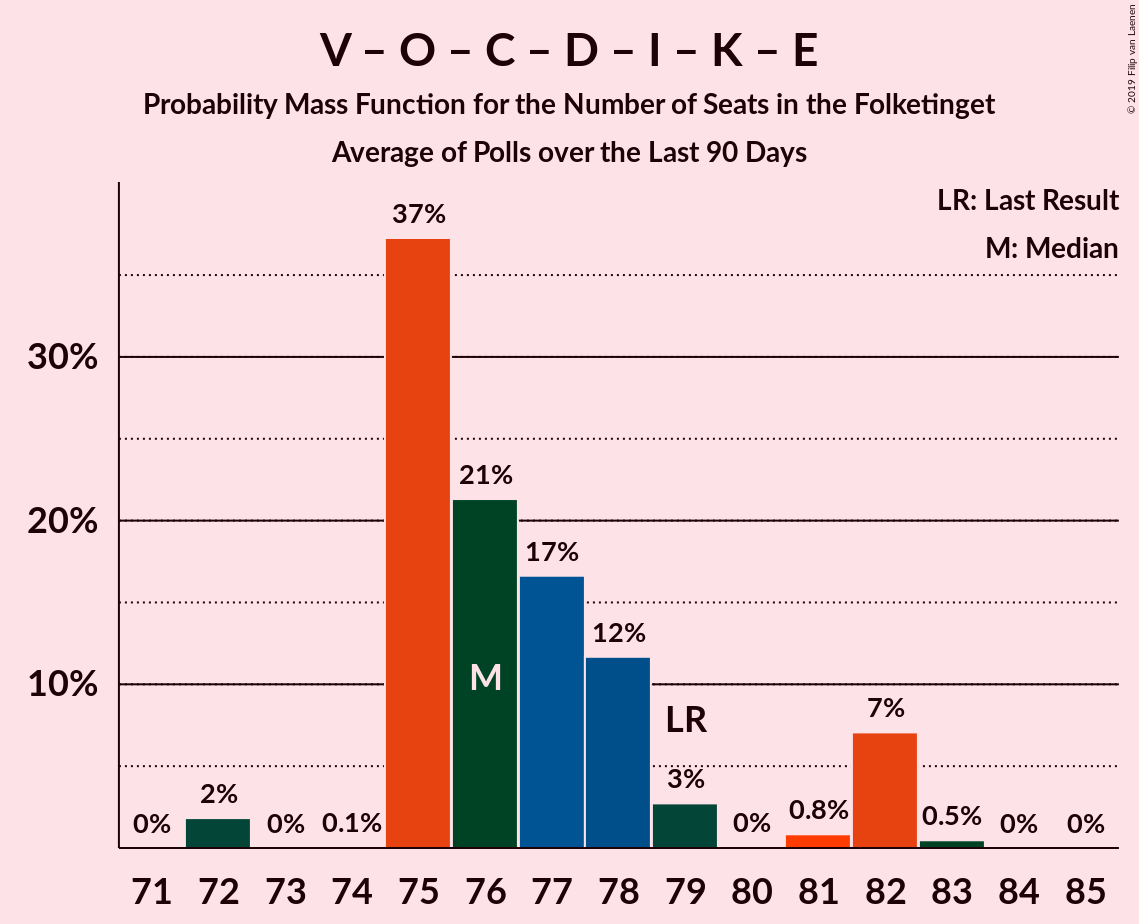 V – O – C – D – I – K – E
Probability Mass Function for the Number of Seats in the Folketinget
Average of Polls over the Last 90 Days
© 2019 Filip van Laenen
LR: Last Result
M: Median
37%
30%
21%
20%
17%
12%
M
10%
LR
7%
3%
2%
0.8%
0.5%
0%
0%
0.1%
0%
0%
0%
71 72 73 74 75 76 77 78 79 80 81 82 83 84 85